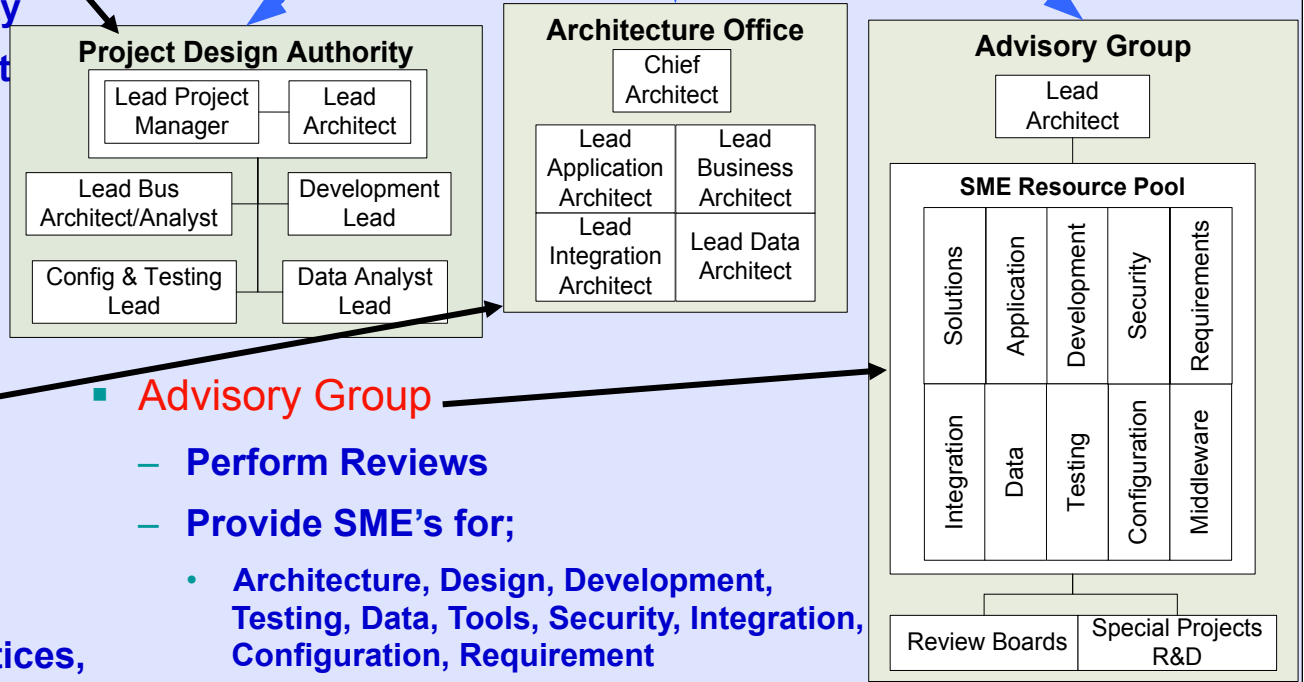 y
t
Project Design Authority
Lead Project
Manager
Lead
Architect
Lead Bus
Architect/Analyst
Development
Lead
Config & Testing
Lead
Data Analyst
Lead
Architecture Office
Chief
Architect
Lead
Application
Architect
Lead
Business
Architect
Lead
Integration
Architect
Lead Data
Architect
Advisory Group
Lead
Architect
SME Resource Pool
Solutions
Application
Development
Security
Requirements
Integration
Data
Testing
Configuration
Middleware
Review Boards
Special Projects
R&D
▪ Advisory Group
– Perform Reviews
– Provide SME's for;
• Architecture, Design, Development,
Testing, Data, Tools, Security, Integration,
Configuration, Requirement
tices,